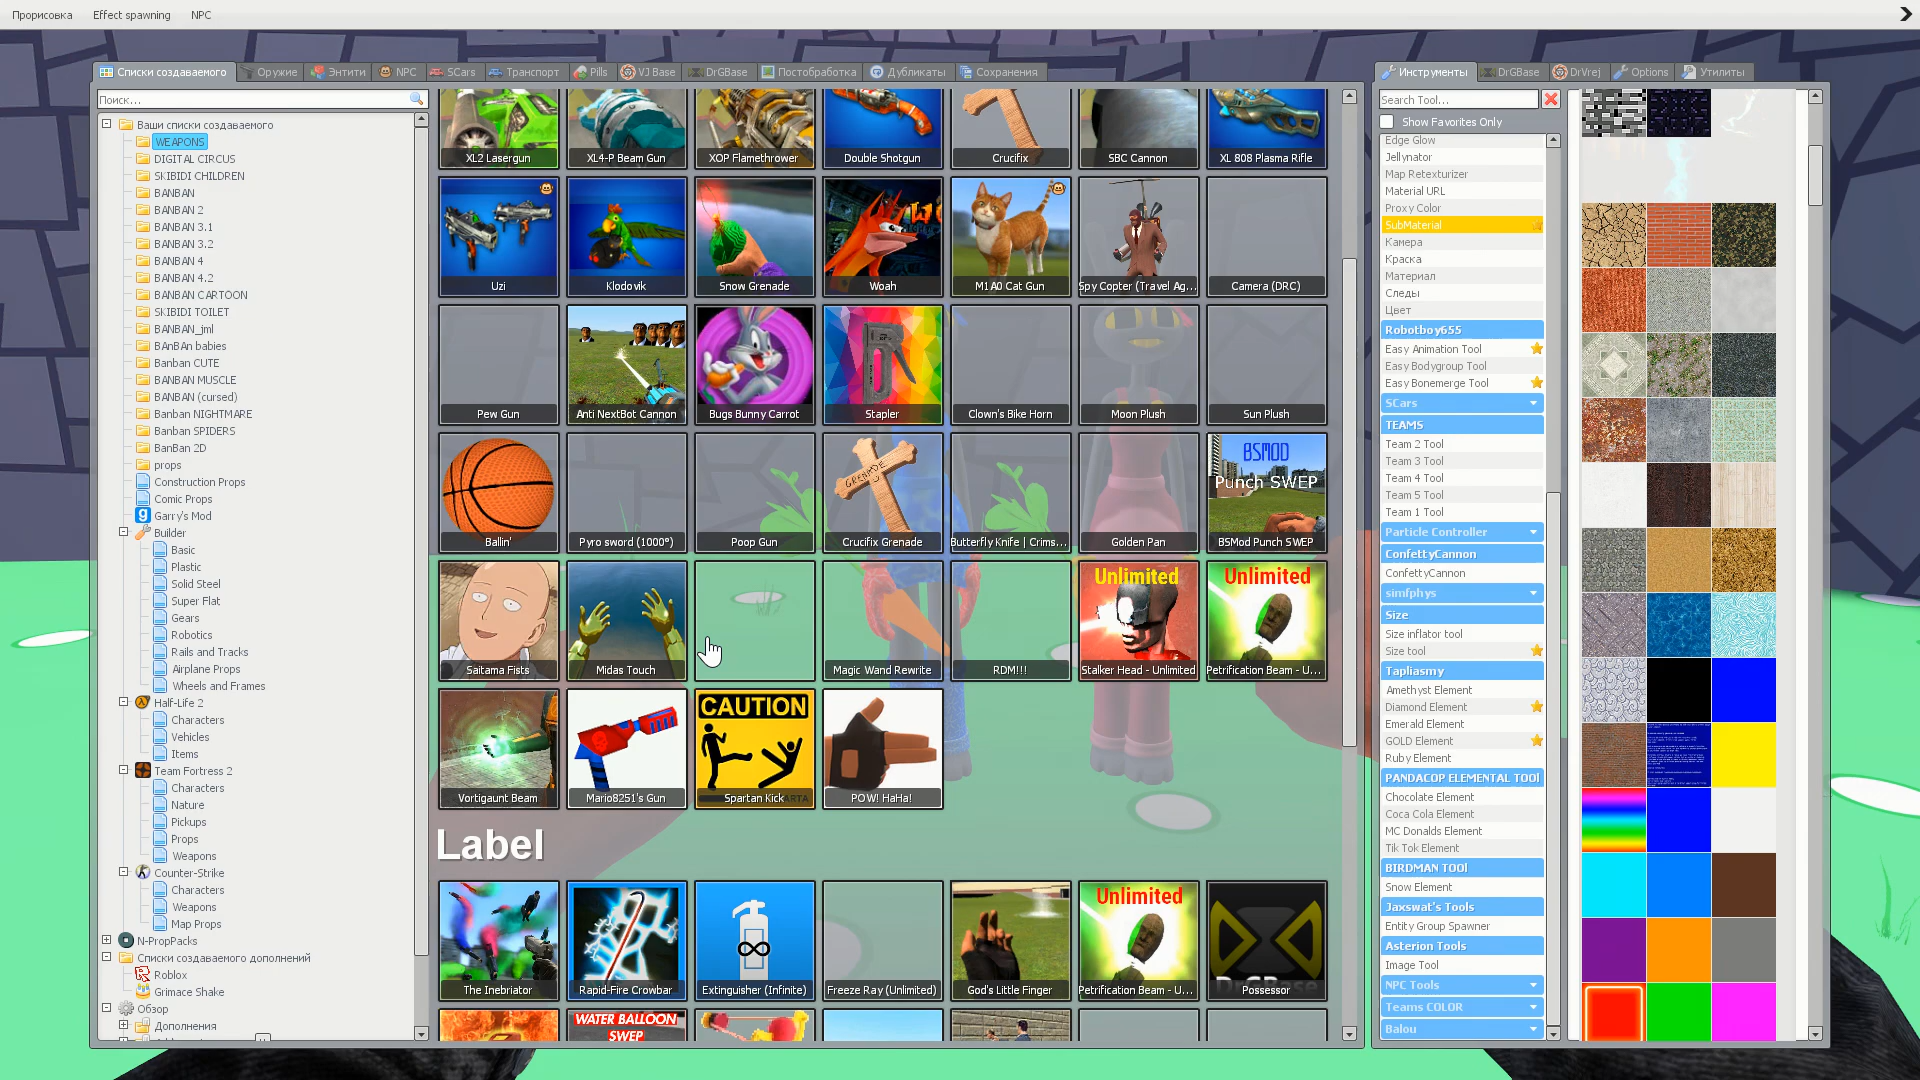 Прорисовка
Effect spawning
NPC
Списки создаваемого
Оружие
Энтити
NPC
SCars
Транспорт
Pills
VJ Base
DrGBase
Постобработка
Дубликаты
Сохранения
Инструменты
DrGBase
DrVrej
Options
Утилиты
Поиск...
Ваши списки создаваемого
WEAPONS
DIGITAL CIRCUS
SKIBIDI CHILDREN
BANBAN
BANBAN 2
BANBAN 3.1
BANBAN 3.2
BANBAN 4
BANBAN 4.2
BANBAN CARTOON
SKIBIDI TOILET
BANBAN_jml
BAnBAn babies
Banban CUTE
BANBAN MUSCLE
BANBAN (cursed)
Banban NIGHTMARE
Banban SPIDERS
BanBan 2D
props
Construction Props
Comic Props
Garry's Mod
Builder
Basic
Plastic
Solid Steel
Super Flat
Gears
Robotics
Rails and Tracks
Airplane Props
Wheels and Frames
Half-Life 2
Characters
Vehicles
Items
Team Fortress 2
Characters
Nature
Pickups
Props
Weapons
Counter-Strike
Characters
Weapons
Map Props
N-PropPacks
Списки создаваемого дополнений
Roblox
Grimace Shake
Обзор
Дополнения
XL2 Lasergun
XL4-P Beam Gun
XOP Flamethrower
Double Shotgun
Crucifix
SBC Cannon
XL 808 Plasma Rifle
Uzi
Klodovik
Snow Grenade
Woah
M1A0 Cat Gun
Spy Copter (Travel Ag...
Camera (DRC)
Pew Gun
Anti NextBot Cannon
Bugs Bunny Carrot
Stapler
Clown's Bike Horn
Moon Plush
Sun Plush
Ballin'
Pyro sword (1000°)
Poop Gun
GRENADE
Crucifix Grenade
Butterfly Knife | Crims...
Golden Pan
BSMOD
Punch SWEP
BSMod Punch SWEP
Saitama Fists
Midas Touch
Magic Wand Rewrite
RDM!!!
Unlimited
Stalker Head - Unlimited
Unlimited
Petrification Beam - U...
Vortigaunt Beam
Mario8251's Gun
CAUTION
Spartan Kick
POW! HaHa!
Label
The Inebriator
Rapid-Fire Crowbar
Extinguisher (Infinite)
Freeze Ray (Unlimited)
God's Little Finger
Unlimited
Petrification Beam - U...
DrGBase
Possessor
WATER BALLOON
SWEP
Search Tool...
Show Favorites Only
Edge Glow
Jellynator
Map Retexturizer
Material URL
Proxy Color
SubMaterial
Камера
Краска
Материал
Следы
Цвет
Robotboy655
Easy Animation Tool
Easy Bodygroup Tool
Easy Bonemerge Tool
SCars
TEAMS
Team 2 Tool
Team 3 Tool
Team 4 Tool
Team 5 Tool
Team 1 Tool
Particle Controller
ConfettyCannon
ConfettyCannon
simfphys
Size
Size inflator tool
Size tool
Tapliasmy
Amethyst Element
Diamond Element
Emerald Element
GOLD Element
Ruby Element
PANDACOP ELEMENTAL TOOl
Chocolate Element
Coca Cola Element
MC Donalds Element
Tik Tok Element
BIRDMAN TOOl
Snow Element
Jaxswat's Tools
Entity Group Spawner
Asterion Tools
Image Tool
NPC Tools
Teams COLOR
Balou